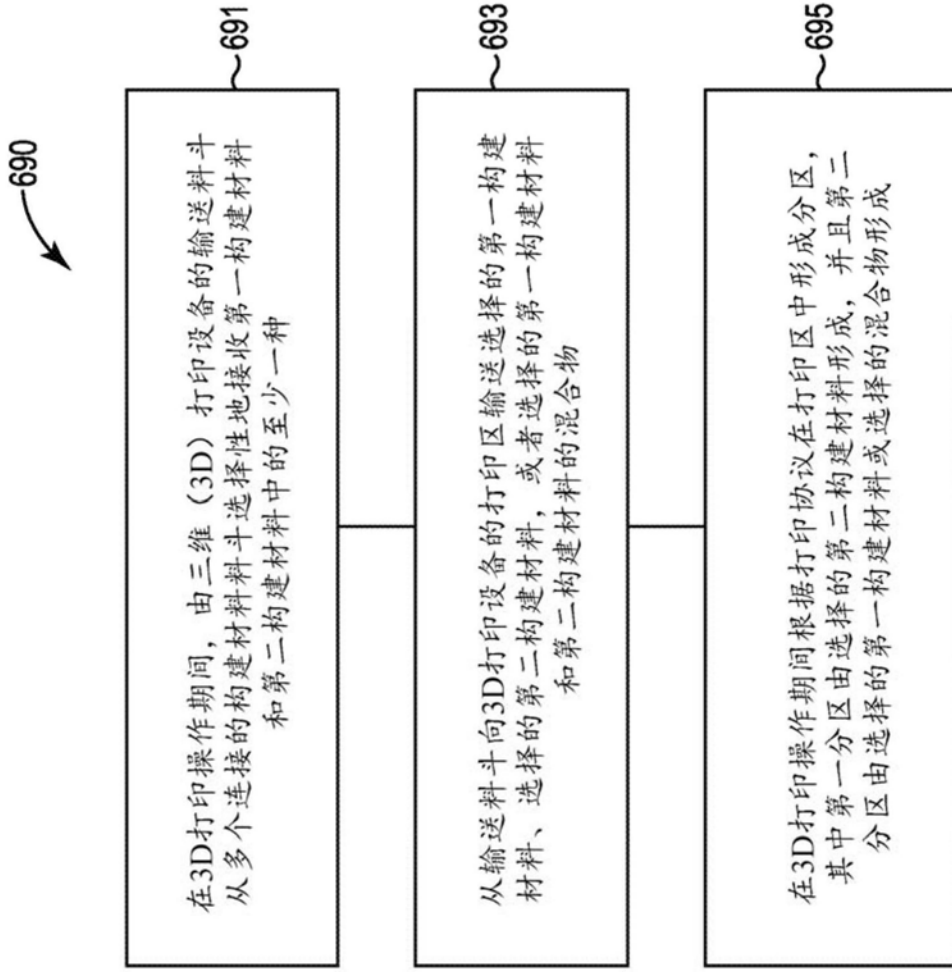 690
691
在3D打印操作期间，由三维（3D）打印设备的输送料斗
从多个连接的构建材料料斗选择性地接收第一构建材料
和第二构建材料中的至少一种
693
从输送料斗向3D打印设备的打印区输送选择的第一构建
材料、选择的第二构建材料，或者选择的第一构建材料
和第二构建材料的混合物
695
在3D打印操作期间根据打印协议在打印区中形成分区，
其中第一分区由选择的第二构建材料形成，并且第二
分区由选择的第一构建材料或选择的混合物形成